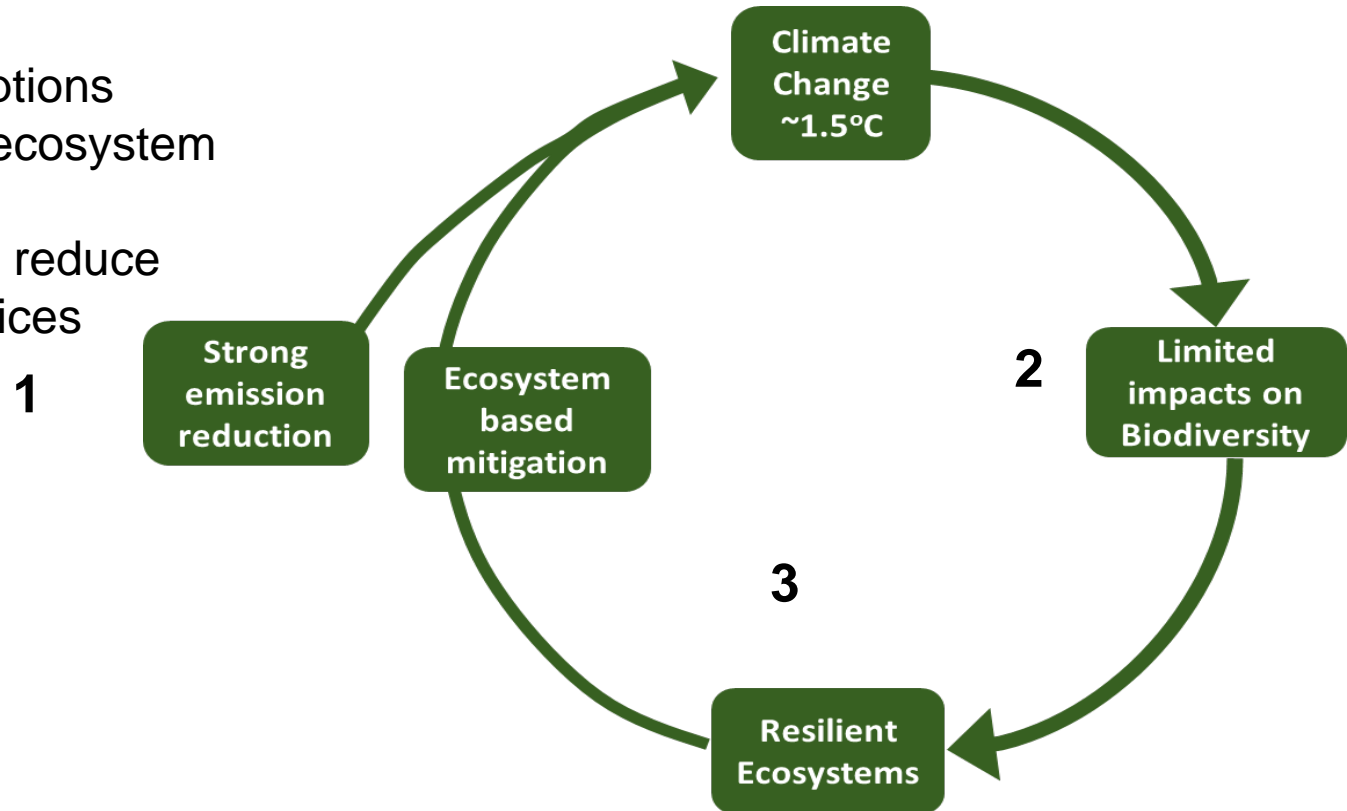 otions
ecosystem
reduce
ices
1
Climate
Change
~1.5°C
Strong
emission
reduction
Ecosystem
based
mitigation
2
Limited
impacts on
Biodiversity
3
Resilient
Ecosystems